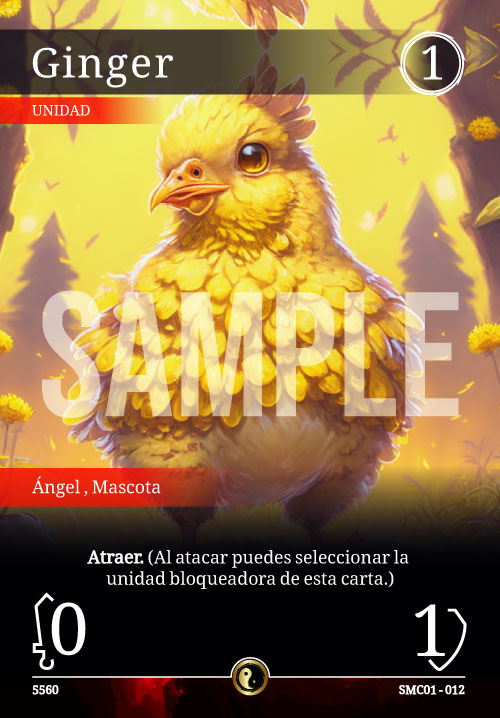 Ginger
1
UNIDAD
SAMPLE
Ángel , Mascota
Atraer. (Al atacar puedes seleccionar la
unidad bloqueadora de esta carta.)
0
1
5560
SMC01 - 012